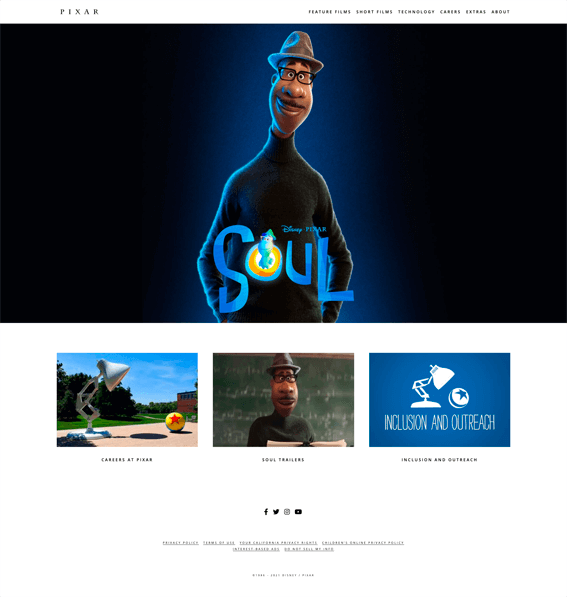 PIXAR
FEATURE FILMS SHORT FILMS TECHNOLOGY CARERS EXTRAS ABOUT
Disney PIXAR
SOUL
INCLUSION AND OUTREACH
CAREERS AT PIXAR
SOUL TRAILERS
INCLUSION AND OUTREACH
PRIVACY POLICY TERMS OF USE YOUR CALIFORNIA PRIVACY RIGHTS CHILDREN'S ONLINE PRIVACY POLICY
INTEREST-BASED ADS DO NOT SELL MY INFO
©1986 - 2021 DISNEY / PIXAR